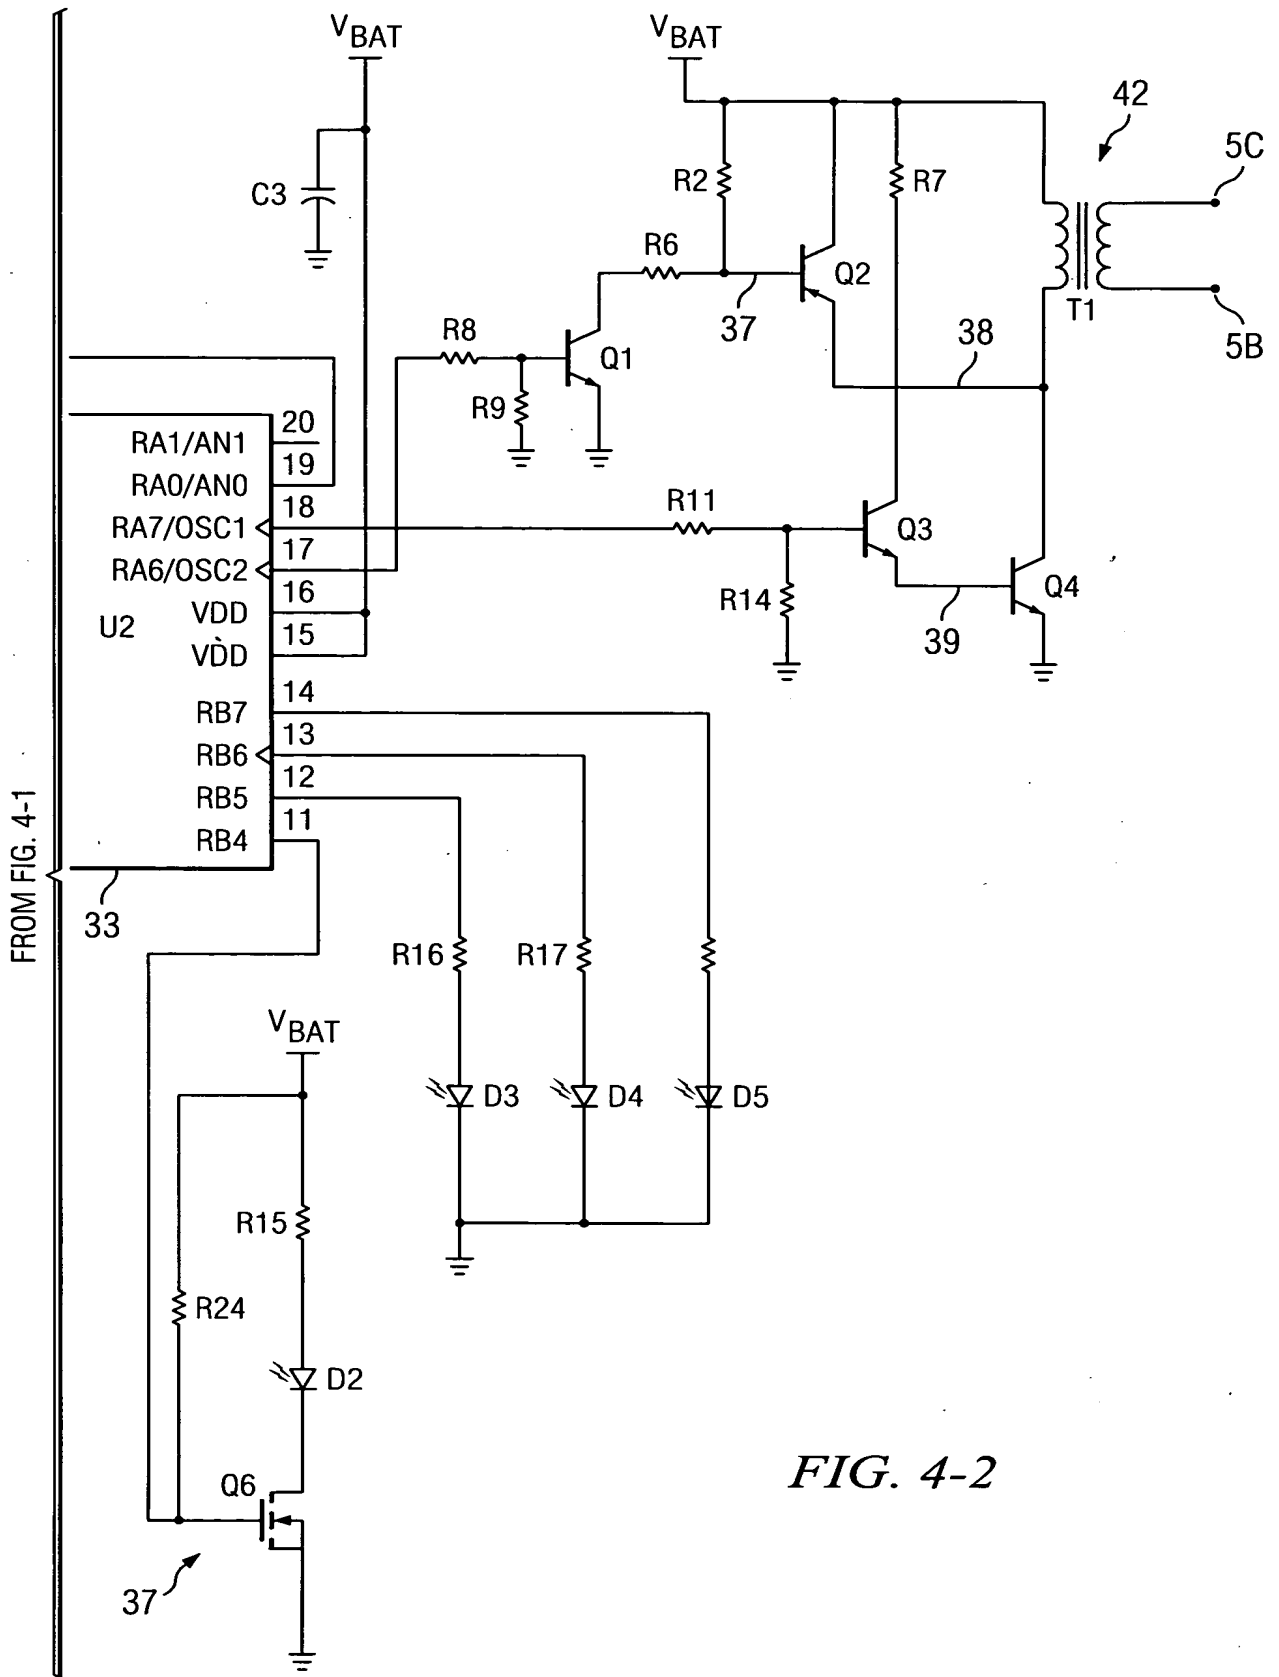 VBAT
VBAT
42
5C
C3
R2
R7
R6
Q2
37
T1
5B
R8
Q1
38
R9
20
RA1/AN1
19
RA0/AN0
18
RA7/OSC1
R11
Q3
17
RA6/OSC2
16
VDD
R14
Q4
U2
15
VDD
39
14
RB7
13
RB6
12
RB5
11
RB4
FROM FIG. 4-1
33
R16
R17
VBAT
D3
D4
D5
R15
R24
D2
Q6
FIG. 4-2
37